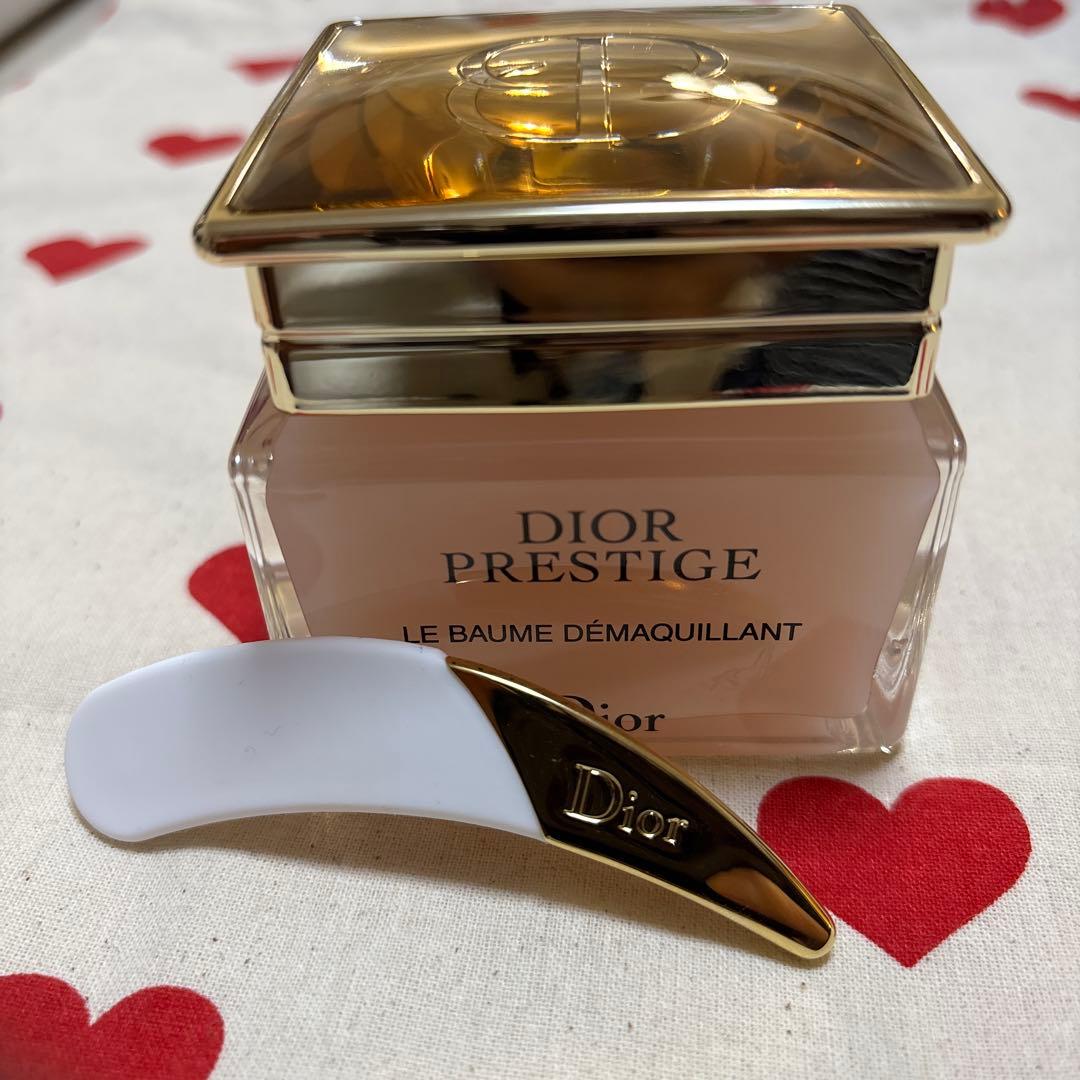 DIOR
PRESTIGE
LE BAUME DÉMAQUILLANT
Dior
Dior